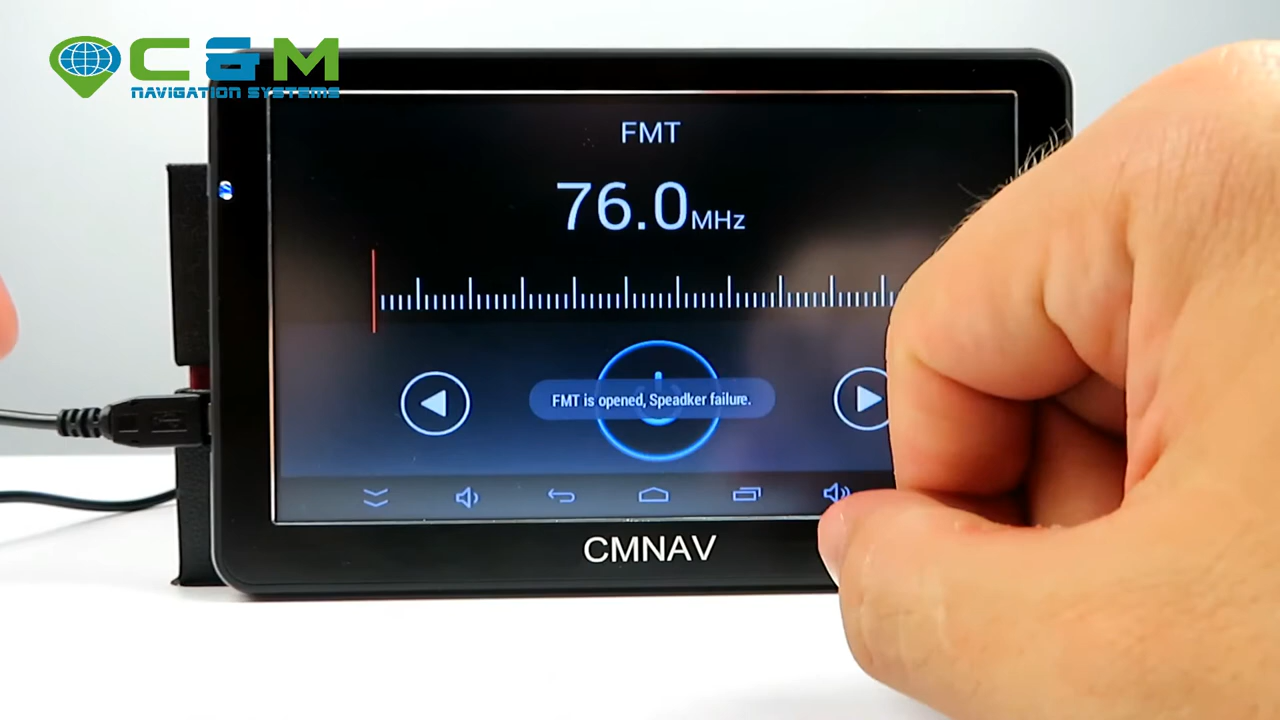 C&M
NAVIGATION SYSTEMS
FMT
76.0MHz
FMT is opened, Speadker failure.
CMNAV